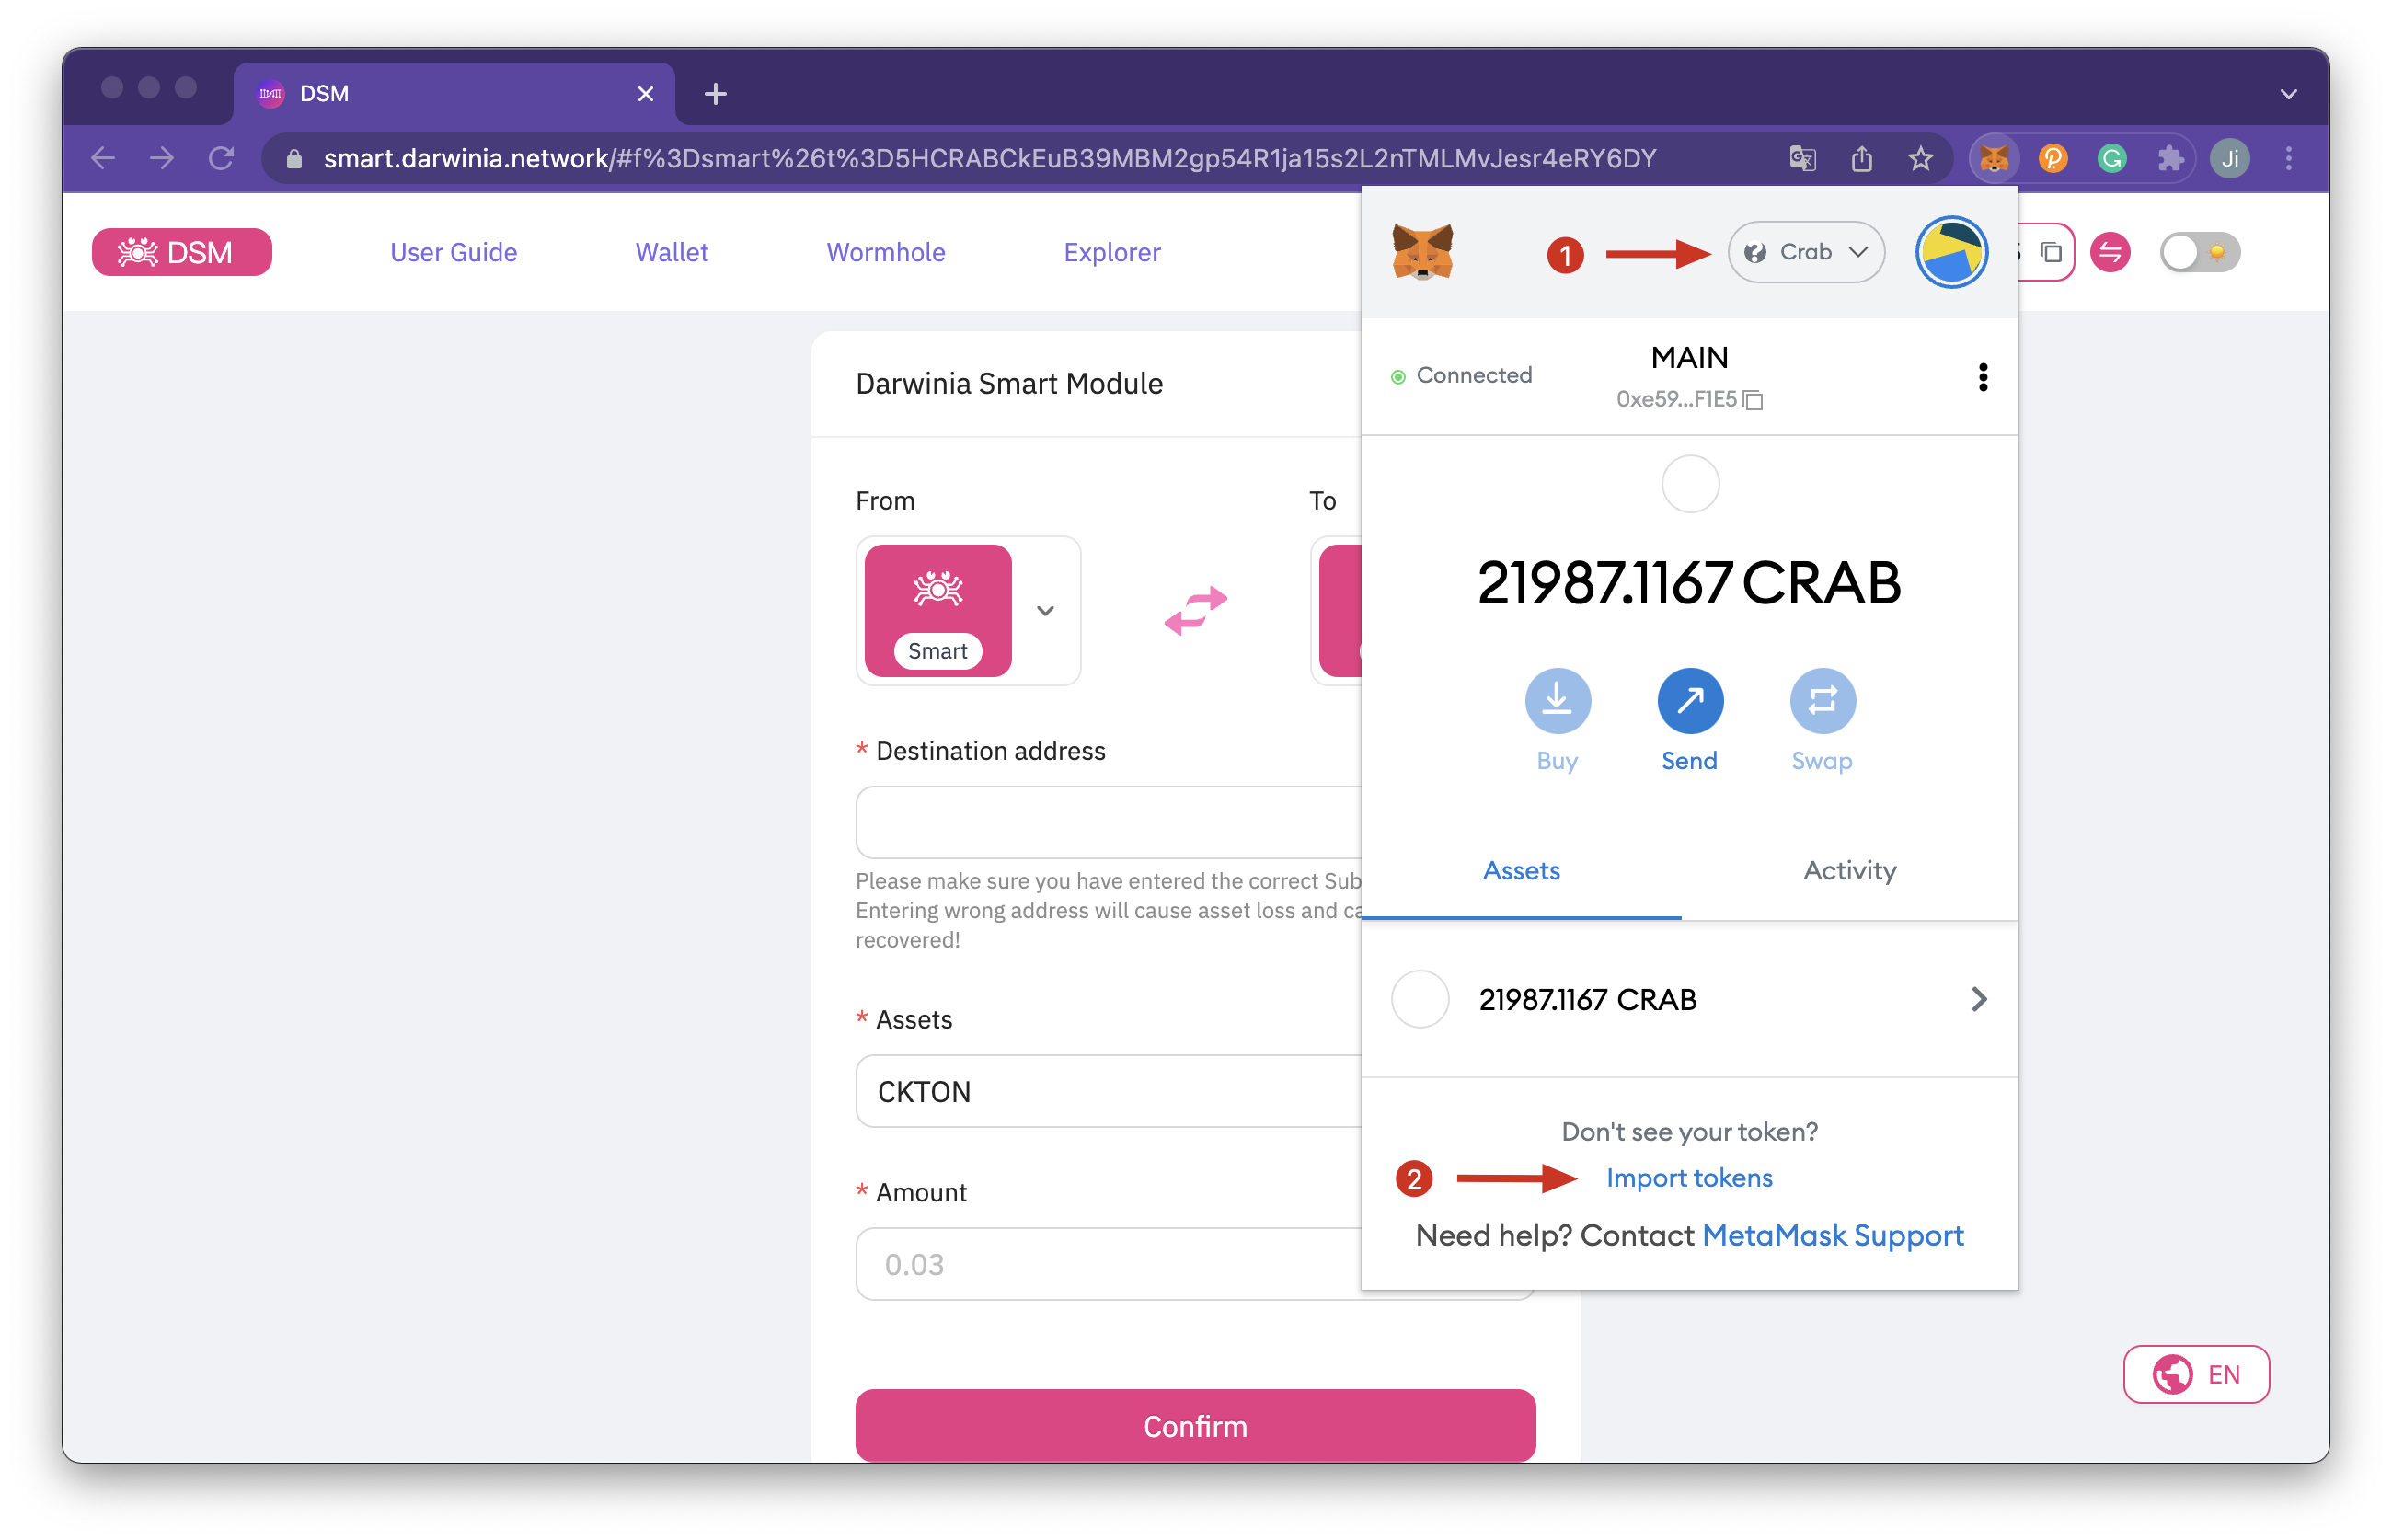 DSM
smart.darwinia.network/#f%3Dsmart%26t%3D5HCRABCkEuB39MBM2gp54R1ja15s2L2nTMLMvJesr4eRY6DY
Ji
DSM
User Guide
Wallet
Wormhole
Explorer
1
Crab
Connected
MAIN
0xe59...F1E5
Darwinia Smart Module
From
To
Smart
21987.1167 CRAB
Buy
Send
Swap
* Destination address
Please make sure you have entered the correct Sub
Entering wrong address will cause asset loss and ca
recovered!
Assets
Activity
21987.1167 CRAB
* Assets
CKTON
Don't see your token?
2
Import tokens
Need help? Contact MetaMask Support
* Amount
0.03
Confirm
EN